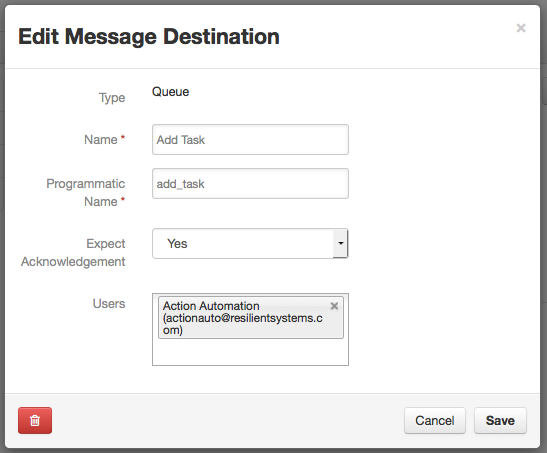 Edit Message Destination
×
Type
Queue
Name *
Add Task
Programmatic
Name *
add_task
Expect
Acknowledgement
Yes
Users
Action Automation
(actionauto@resilientsystems.c
om)
Cancel
Save